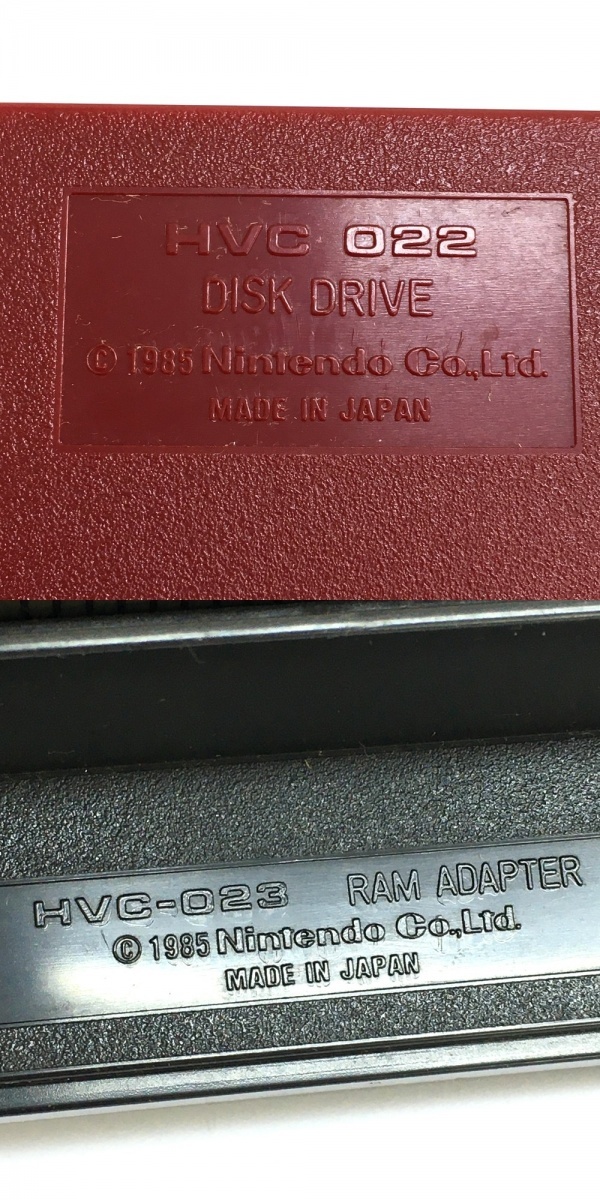 HVC 022
DISK DRIVE
© 1985 Nintendo Co.,Ltd.
MADE IN JAPAN
HVC-023 RAM ADAPTER
© 1985 Nintendo Co.,Ltd.
MADE IN JAPAN